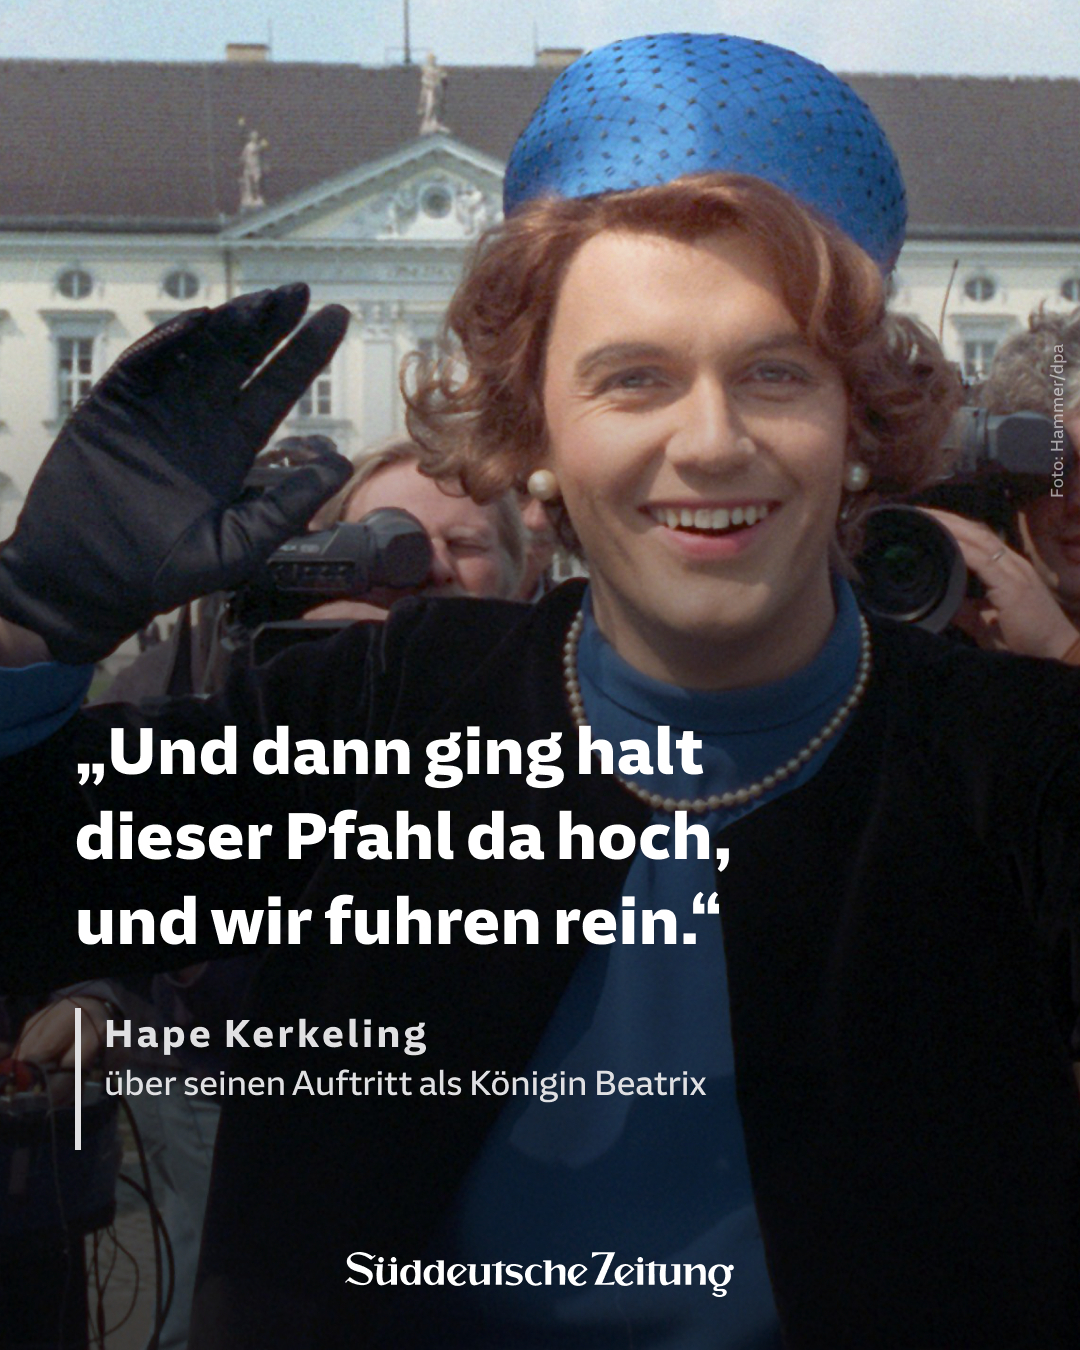 „Und dann ging halt
dieser Pfahl da hoch,
und wir fuhren rein.“
Hape Kerkeling
über seinen Auftritt als Königin Beatrix
Foto: Hammer/dpa
Süddeutsche Zeitung